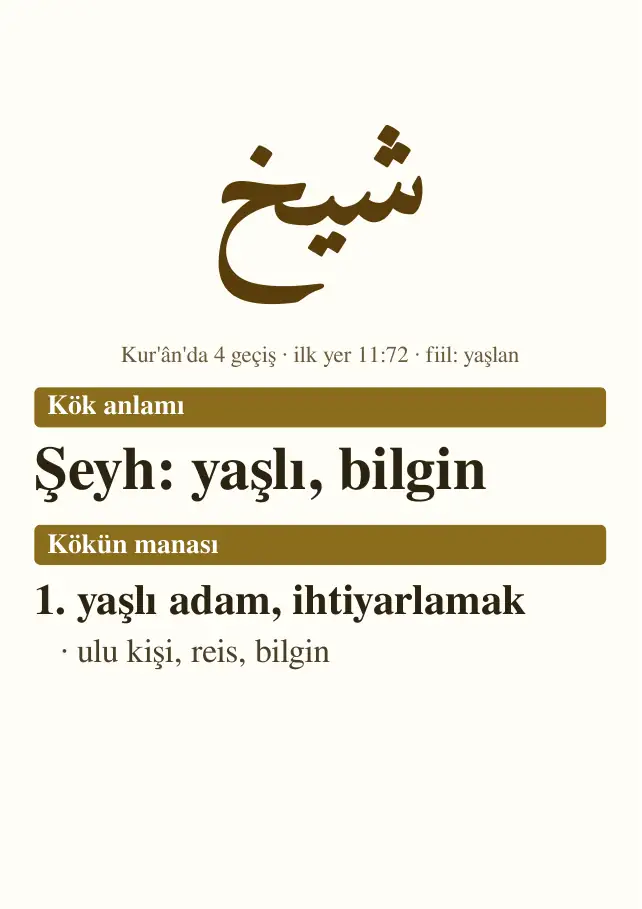 شيخ
Kur'ân'da 4 geçiş · ilk yer 11:72 · fiil: yaşlan
Kök anlamı
Şeyh: yaşlı, bilgin
Kökün manası
1. yaşlı adam, ihtiyarlamak
· ulu kişi, reis, bilgin